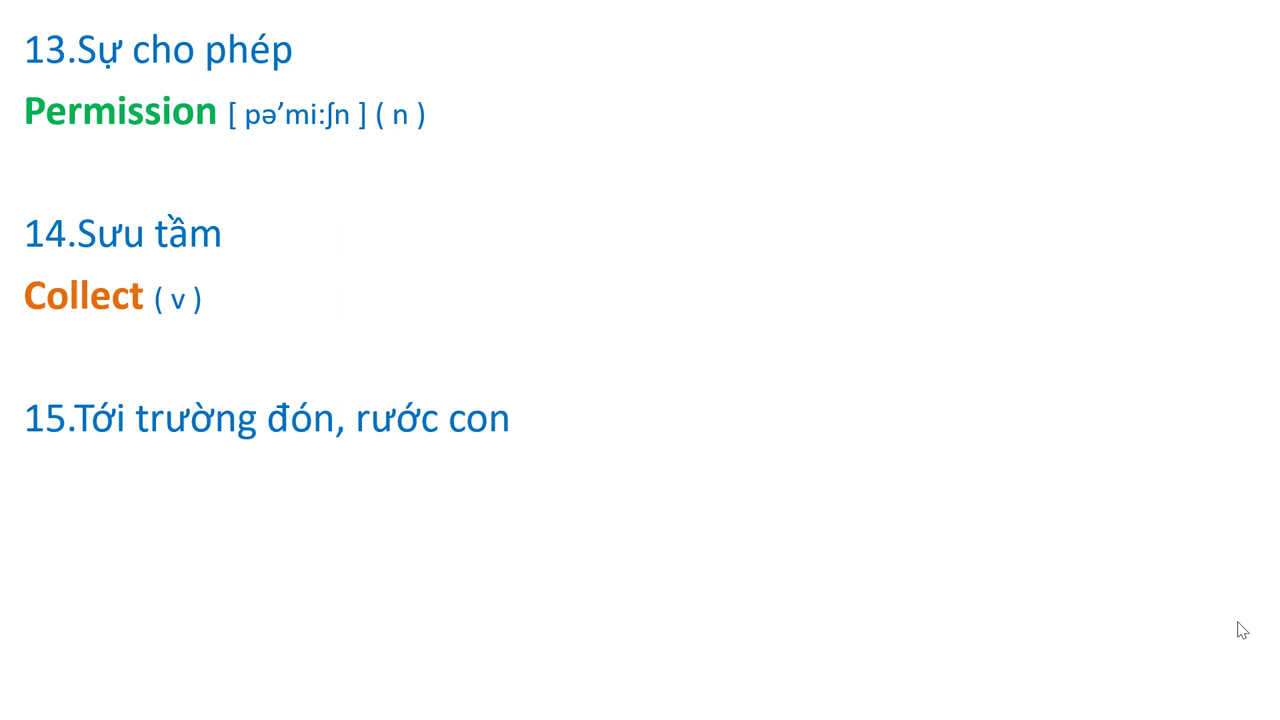 13.Sự cho phép
Permission [ pə’mi:ʃn ] ( n )
14.Sưu tầm
Collect ( v )
15.Tới trường đón, rước con